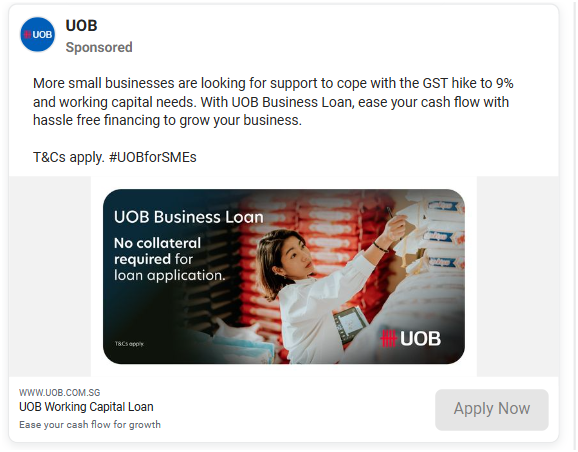 UOB
UOB
Sponsored
More small businesses are looking for support to cope with the GST hike to 9%
and working capital needs. With UOB Business Loan, ease your cash flow with
hassle free financing to grow your business.
T&Cs apply. #UOBforSMEs
UOB Business Loan
No collateral
required for
loan application.
T&Cs apply
UOB
WWW.UOB.COM.SG
UOB Working Capital Loan
Ease your cash flow for growth
Apply Now